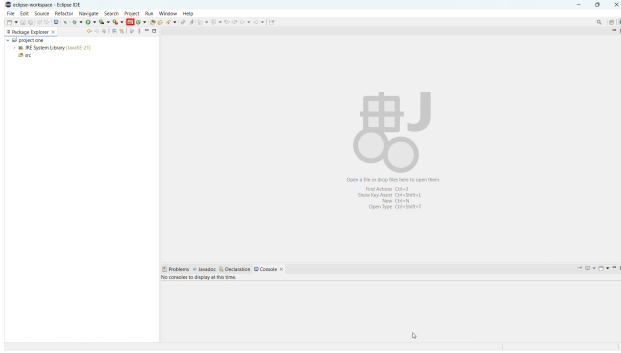 eclipse-workspace - Eclipse IDE
File Edit Source Refactor Navigate Search Project Run Window Help
Package Explorer
project one
JRE System Library [JavaSE-21]
src
Open a file or drop files here to open them.
Find Actions Ctrl+3
Show Key Assist Ctrl+Shift+L
New Ctrl+N
Open Type Ctrl+Shift+T
Problems Javadoc Declaration Console
No consoles to display at this time.